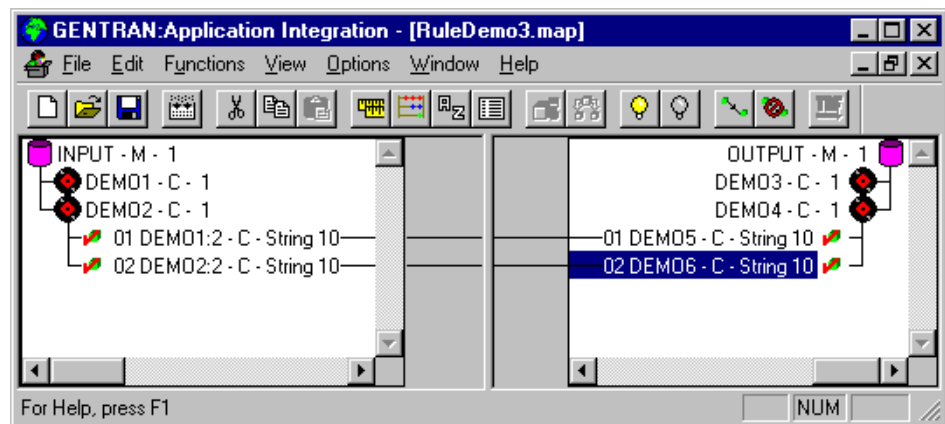 GENTRAN:Application Integration - [RuleDemo3.map]
File Edit Functions View Options Window Help
INPUT - M - 1
DEMO1 - C - 1
DEMO2 - C - 1
01 DEMO1:2 - C - String 10
02 DEMO2:2 - C - String 10
OUTPUT - M - 1
DEMO3 - C - 1
DEMO4 - C - 1
01 DEMO5 - C - String 10
02 DEMO6 - C - String 10
For Help, press F1
NUM